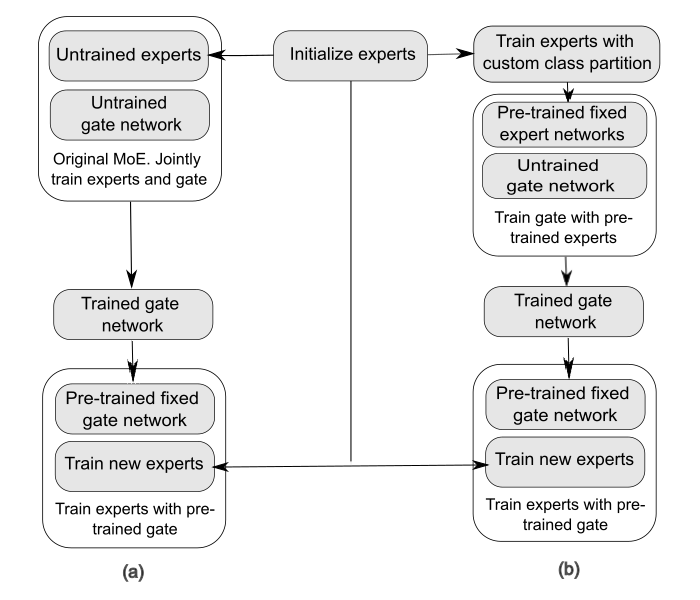 Untrained experts
Untrained
gate network
Original MoE. Jointly
train experts and gate
Trained gate
network
Pre-trained fixed
gate network
Train new experts
Train experts with pre-
trained gate
(a)
Initialize experts
Train experts with
custom class partition
Pre-trained fixed
expert networks
Untrained
gate network
Train gate with pre-
trained experts
Trained gate
network
Pre-trained fixed
gate network
Train new experts
Train experts with pre-
trained gate
(b)